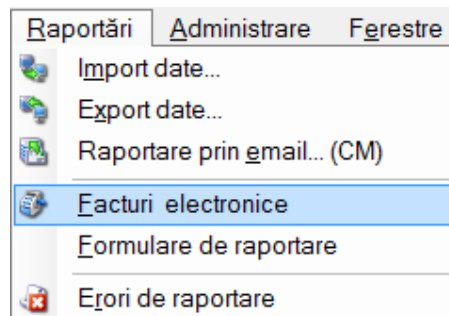 Raportări Administrare Ferestre
Import date...
Export date...
Raportare prin email... (CM)
Facturi electronice
Formulare de raportare
Erori de raportare